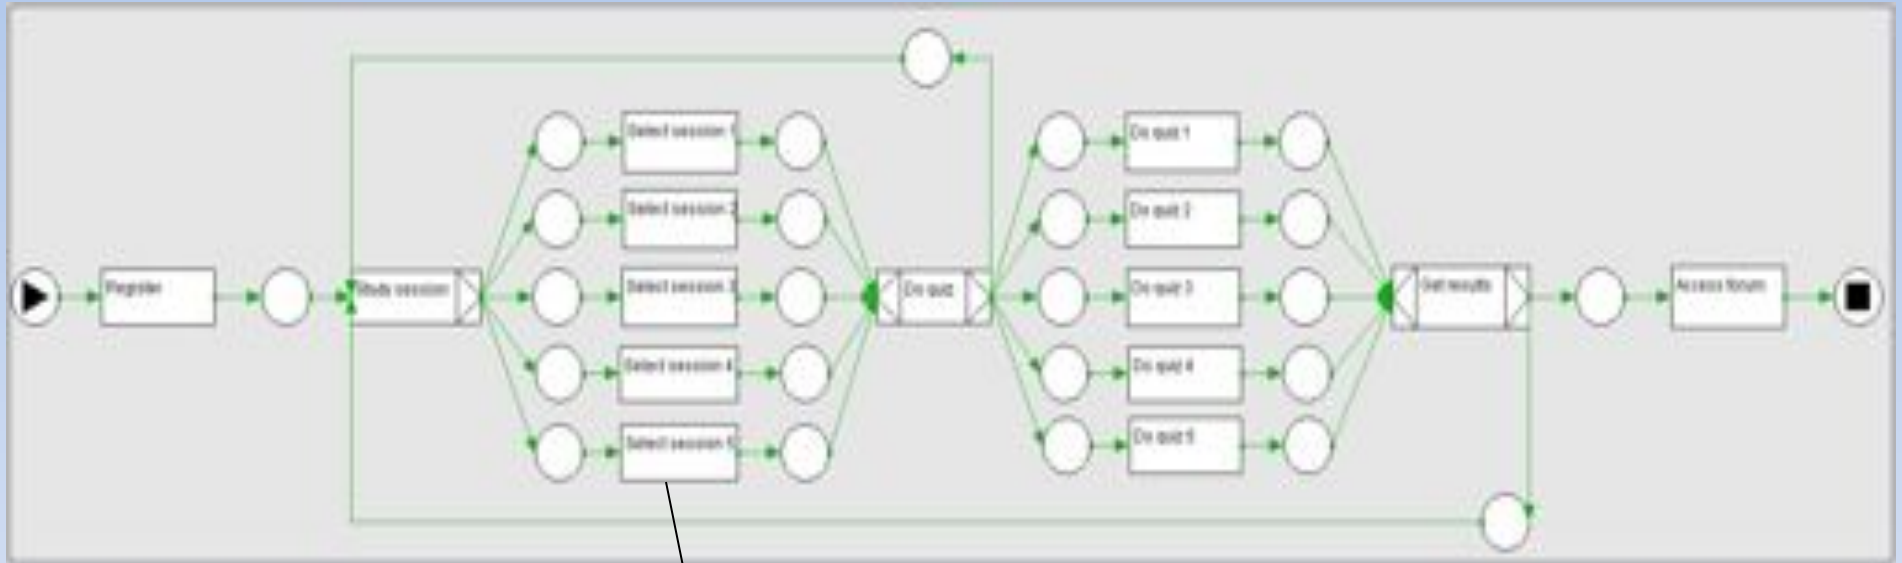 Register
Study session
Select session 1
Select session 2
Select session 3
Select session 4
Select session 5
Do quiz
Do quiz 1
Do quiz 2
Do quiz 3
Do quiz 4
Do quiz 5
Get results
Access forum